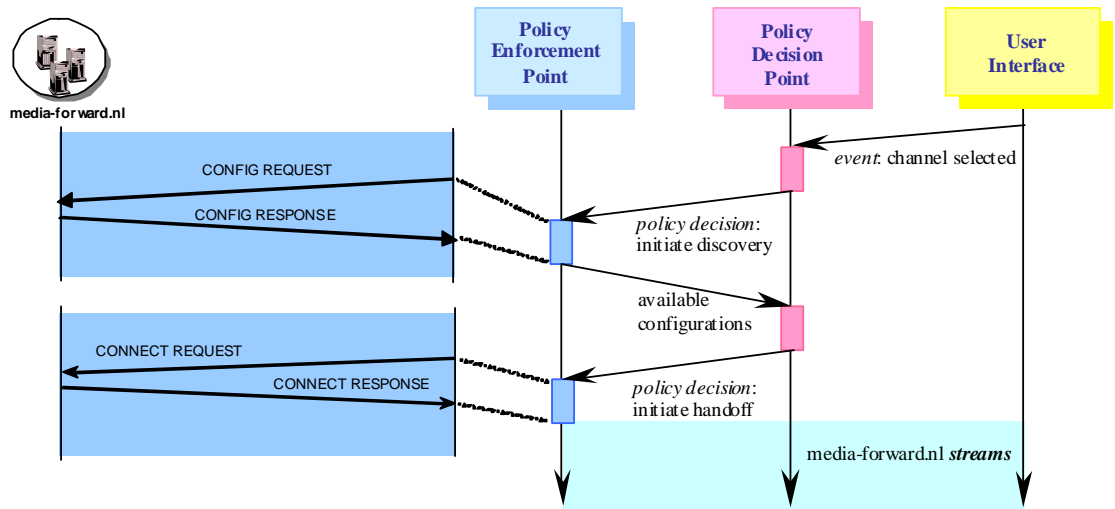 Policy
Enforcement
Point
Policy
Decision
Point
User
Interface
media-forward.nl
event: channel selected
CONFIG REQUEST
CONFIG RESPONSE
policy decision:
initiate discovery
available
configurations
CONNECT REQUEST
CONNECT RESPONSE
policy decision:
initiate handoff
media-forward.nl streams